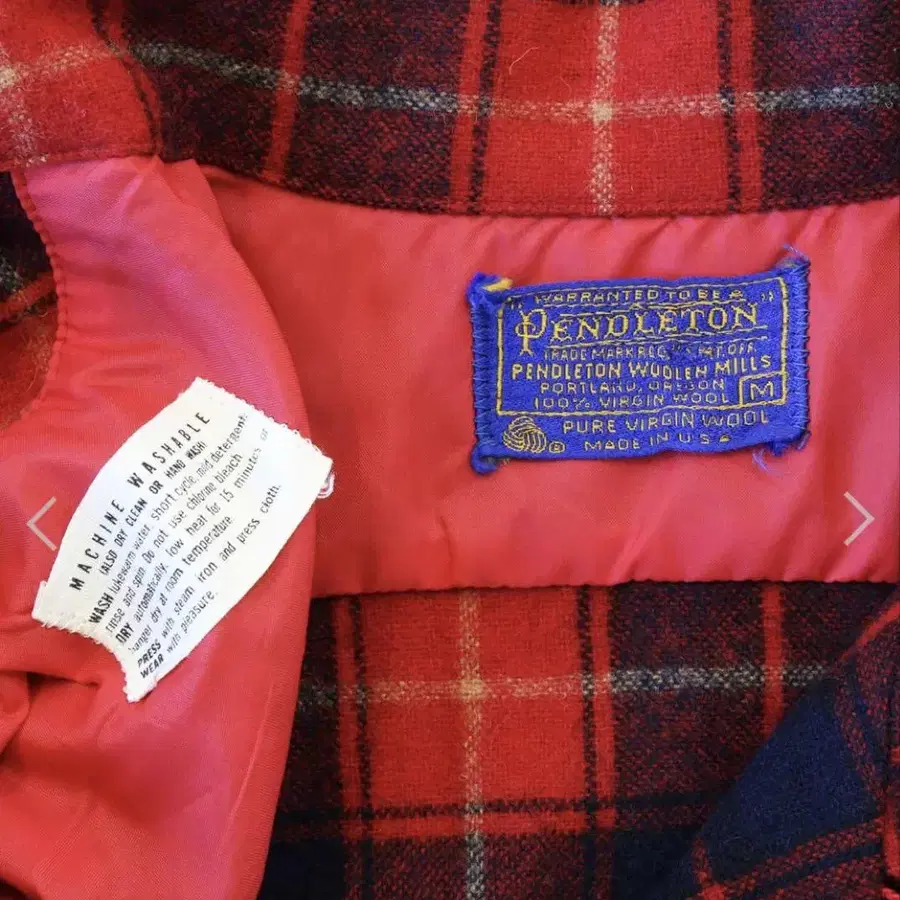 "WARRANTED TO BE A"
PENDLETON
TRADE MARK REG. PAT. OFF.
PENDLETON WOOLEN MILLS
PORTLAND, OREGON
100% VIRGIN WOOL M
PURE VIRGIN WOOL
MADE IN U S A
MACHINE WASHABLE
(ALSO DRY CLEAN OR HAND WASH)
WASH lukewarm water, short cycle, mild detergent,
rinse and spin. Do not use chlorine bleach.
DRY automatically, low heat for 15 minutes or
hanger dry at room temperature.
PRESS with steam iron and press cloth.
WEAR with pleasure.